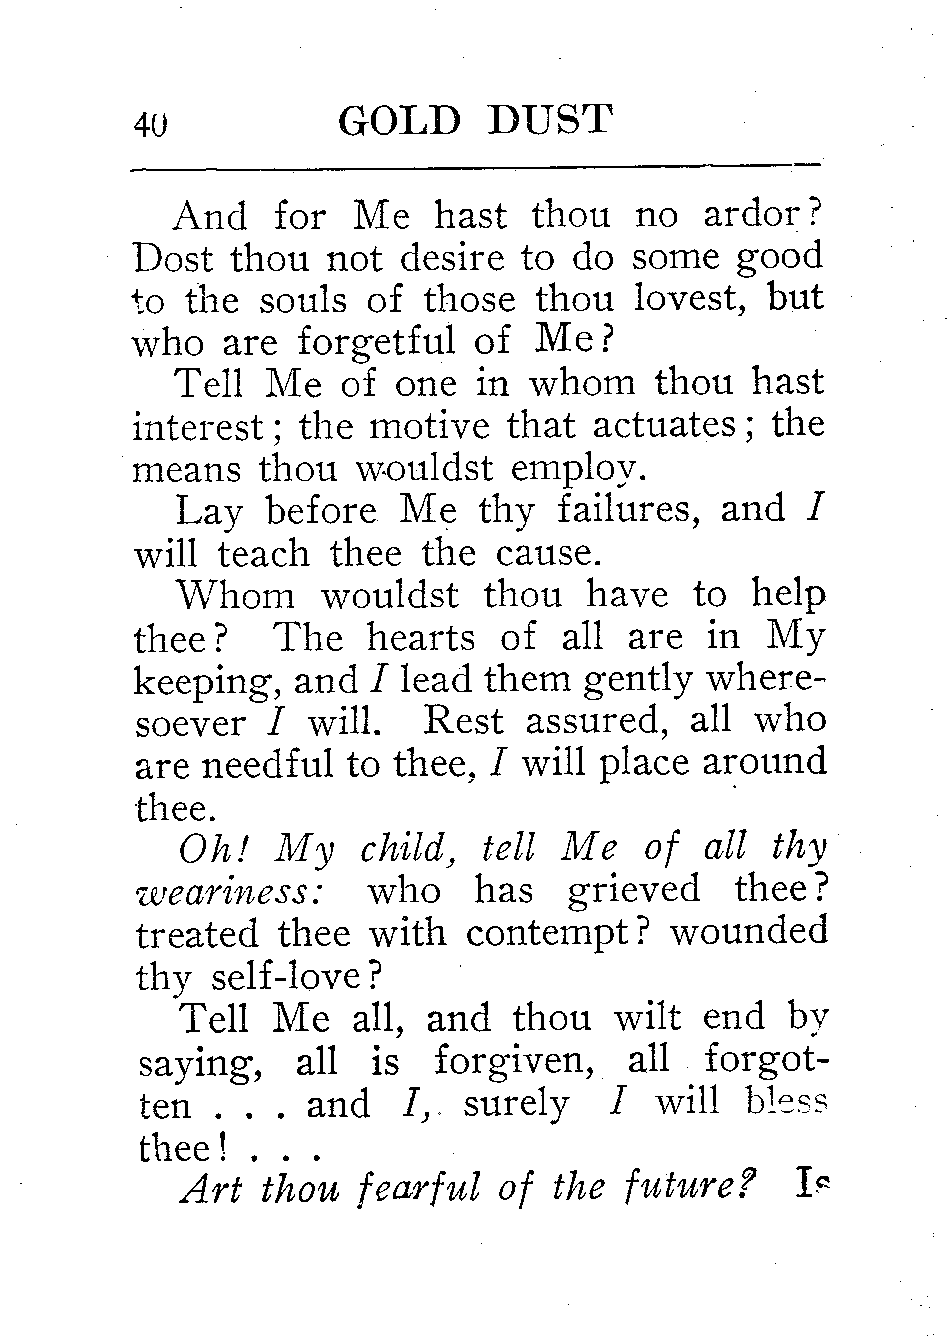 40 GOLD DUST
And for Me hast thou no ardor?
Dost thou not desire to do some good
to the souls of those thou lovest, but
who are forgetful of Me?
Tell Me of one in whom thou hast
interest; the motive that actuates; the
means thou wouldst employ.
Lay before Me thy failures, and I
will teach thee the cause.
Whom wouldst thou have to help
thee? The hearts of all are in My
keeping, and I lead them gently where-
soever I will. Rest assured, all who
are needful to thee, I will place around
thee.
Oh! My child, tell Me of all thy
weariness: who has grieved thee?
treated thee with contempt? wounded
thy self-love?
Tell Me all, and thou wilt end by
saying, all is forgiven, all forgot-
ten . . . and I, surely I will bless
thee! . . .
Art thou fearful of the future? Is